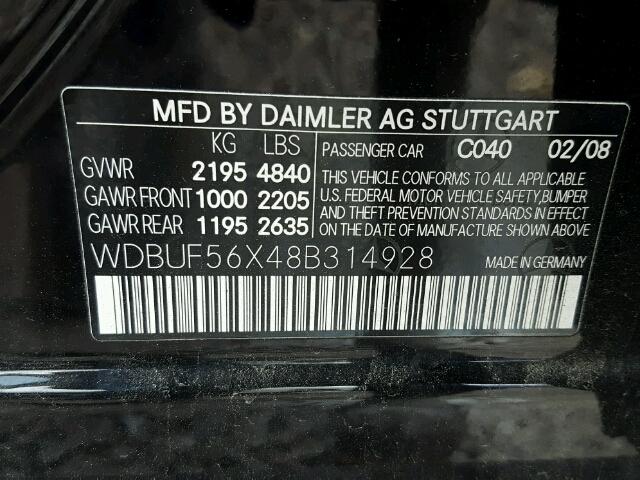 MFD BY DAIMLER AG STUTTGART
KG LBS
GVWR 2195 4840
GAWR FRONT 1000 2205
GAWR REAR 1195 2635
PASSENGER CAR C040 02/08
THIS VEHICLE CONFORMS TO ALL APPLICABLE
U.S. FEDERAL MOTOR VEHICLE SAFETY, BUMPER
AND THEFT PREVENTION STANDARDS IN EFFECT
ON THE DATE OF MANUFACTURE SHOWN ABOVE.
WDBUF56X48B314928 MADE IN GERMANY